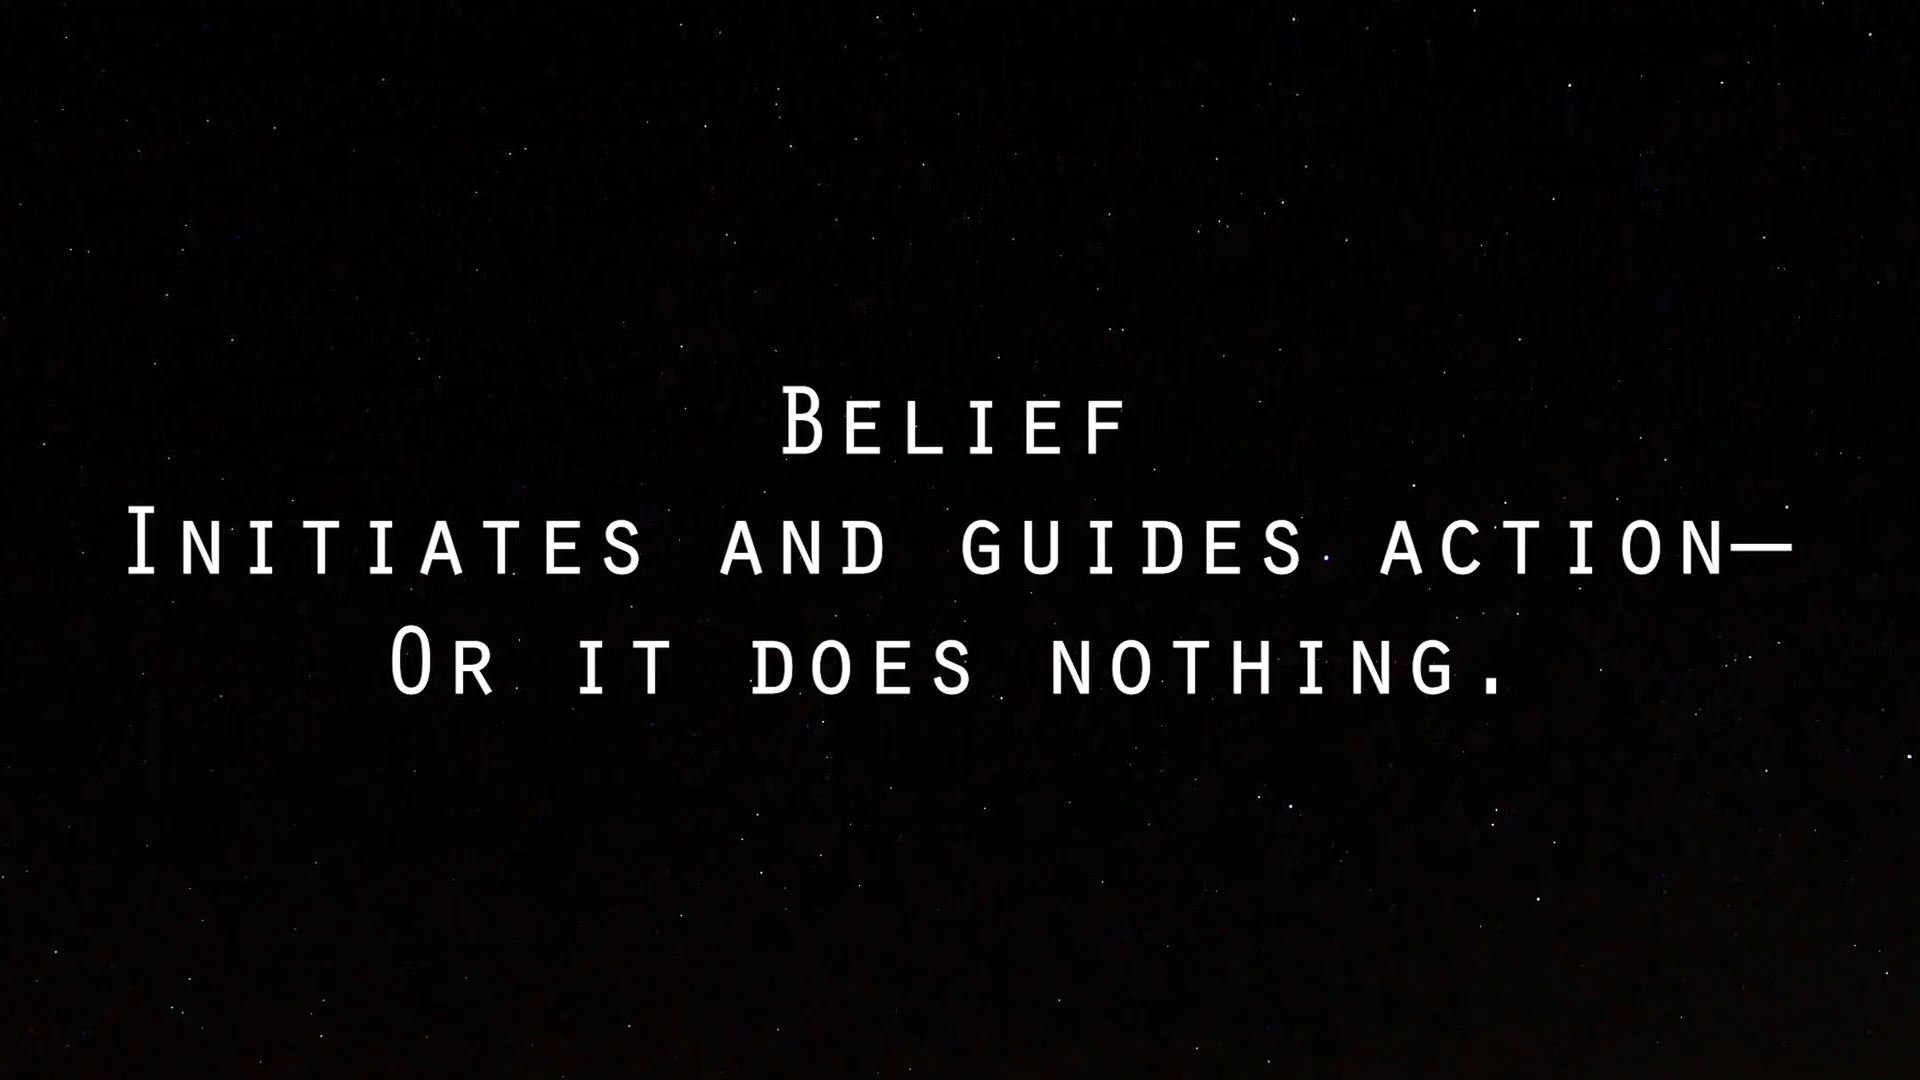 Belief
Initiates and guides action—
Or it does nothing.